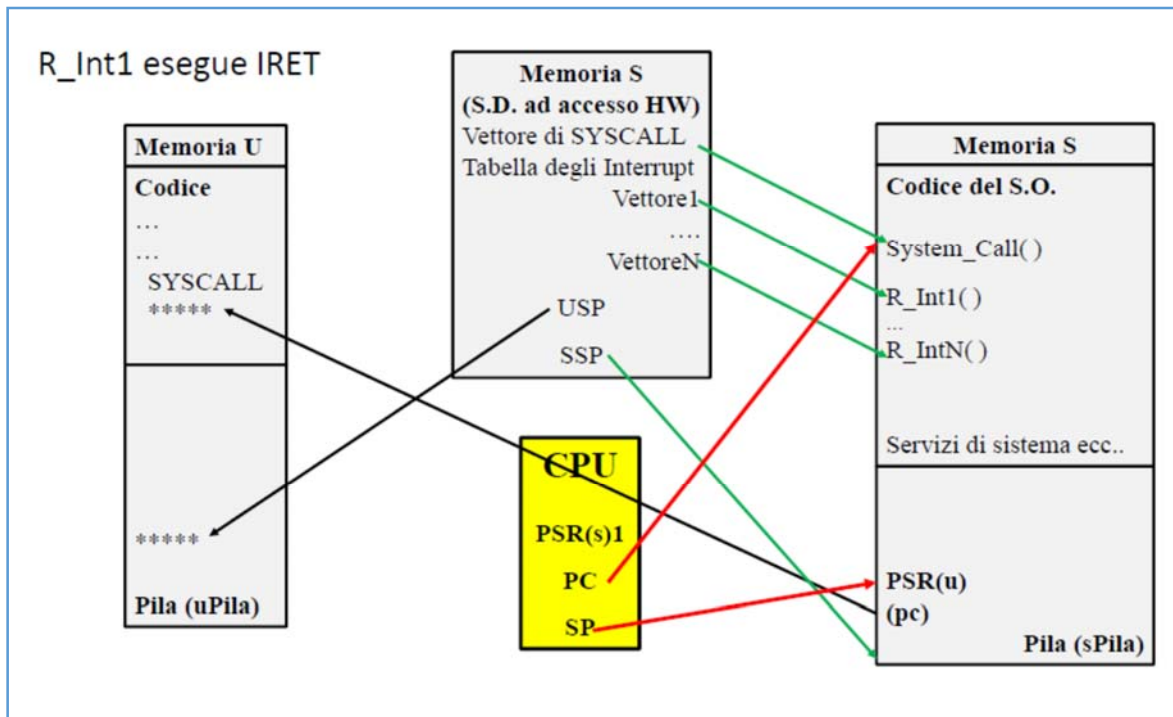 R_Int1 esegue IRET
Memoria U
Codice
...
...
SYSCALL
*****
*****
Pila (uPila)
Memoria S
(S.D. ad accesso HW)
Vettore di SYSCALL
Tabella degli Interrupt
Vettore1
....
VettoreN
USP
SSP
CPU
PSR(s)1
PC
SP
Memoria S
Codice del S.O.
System_Call( )
R_Int1( )
...
R_IntN( )
Servizi di sistema ecc..
PSR(u)
(pc)
Pila (sPila)